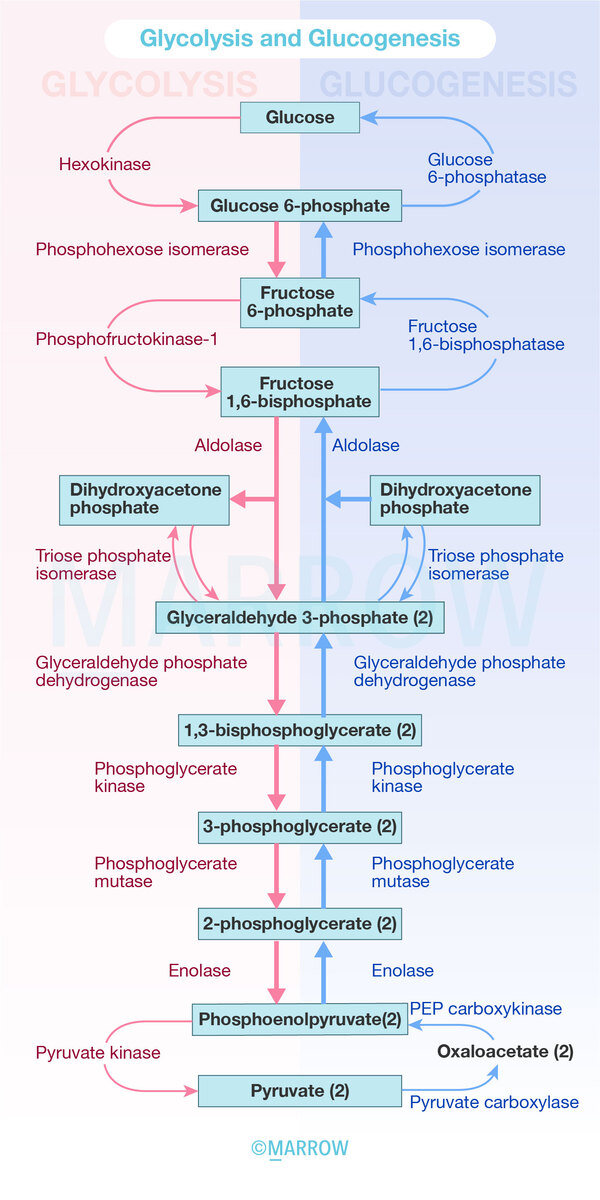 Glycolysis and Glucogenesis
GLYCOLYSIS
GLUCOGENESIS
Glucose
Hexokinase
Glucose
6-phosphatase
Glucose 6-phosphate
Phosphohexose isomerase
Phosphohexose isomerase
Fructose
6-phosphate
Phosphofructokinase-1
Fructose
1,6-bisphosphatase
Fructose
1,6-bisphosphate
Aldolase
Aldolase
Dihydroxyacetone
phosphate
Dihydroxyacetone
phosphate
Triose phosphate
isomerase
Triose phosphate
isomerase
MARROW
Glyceraldehyde 3-phosphate (2)
Glyceraldehyde phosphate
dehydrogenase
Glyceraldehyde phosphate
dehydrogenase
1,3-bisphosphoglycerate (2)
Phosphoglycerate
kinase
Phosphoglycerate
kinase
3-phosphoglycerate (2)
Phosphoglycerate
mutase
Phosphoglycerate
mutase
2-phosphoglycerate (2)
Enolase
Enolase
Phosphoenolpyruvate(2)
PEP carboxykinase
Pyruvate kinase
Oxaloacetate (2)
Pyruvate (2)
Pyruvate carboxylase
©MARROW